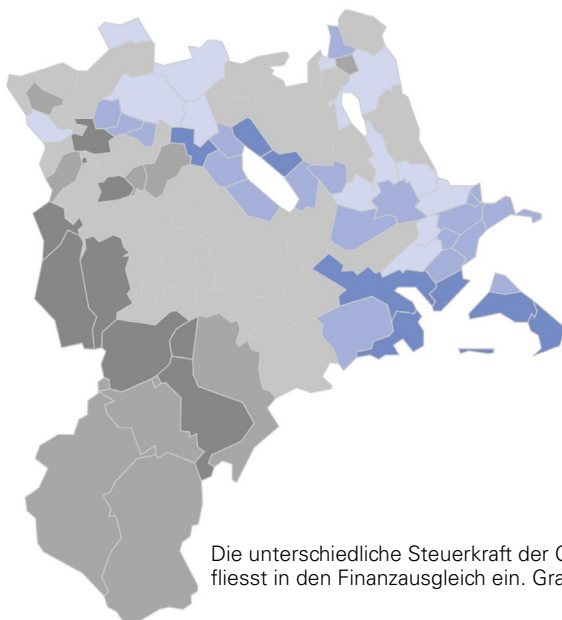 Die unterschiedliche Steuerkraft der
fliesst in den Finanzausgleich ein.